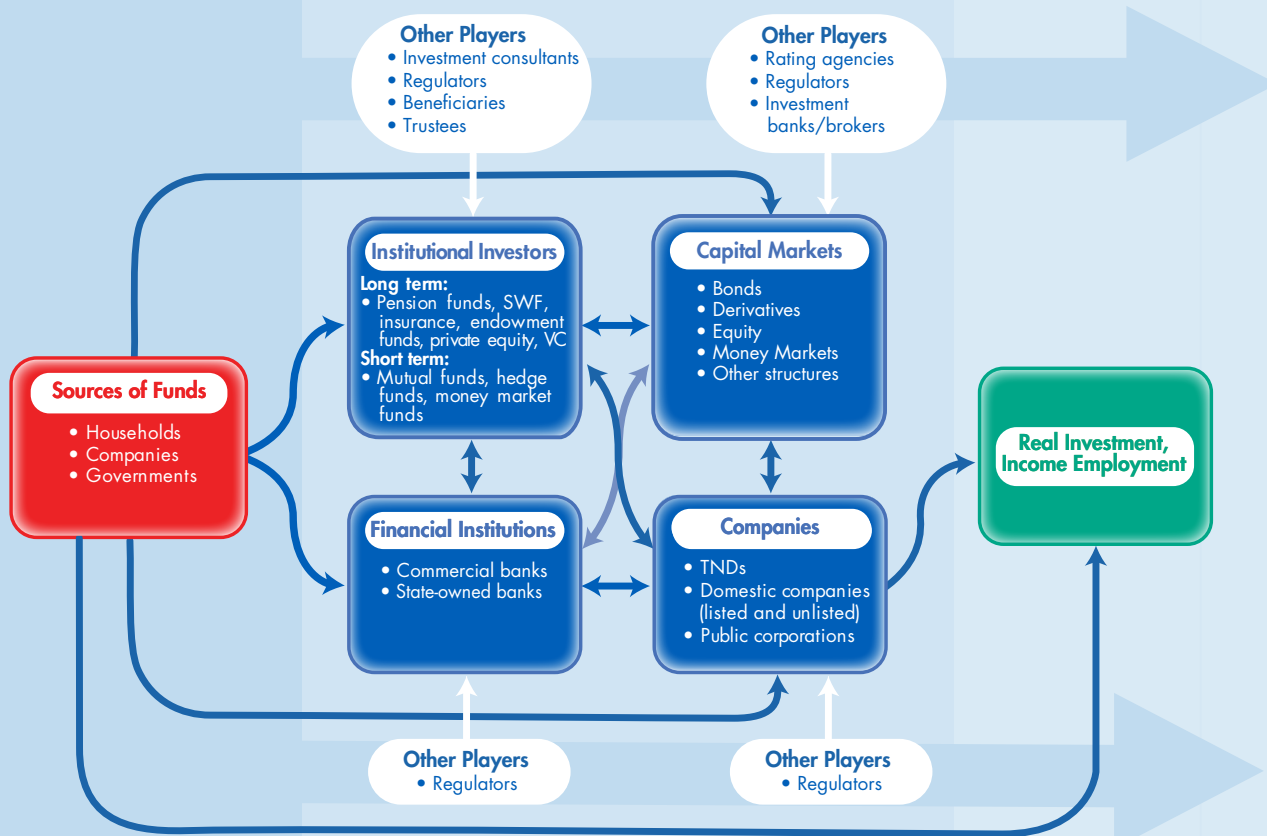 Other Players
• Investment consultants
• Regulators
• Beneficiaries
• Trustees
Other Players
• Rating agencies
• Regulators
• Investment
banks/brokers
Institutional Investors
Long term:
• Pension funds, SWF,
insurance, endowment
funds, private equity, VC
Short term:
• Mutual funds, hedge
funds, money market
funds
Capital Markets
• Bonds
• Derivatives
• Equity
• Money Markets
• Other structures
Sources of Funds
• Households
• Companies
• Governments
Real Investment,
Income Employment
Financial Institutions
• Commercial banks
• State-owned banks
Companies
• TNDs
• Domestic companies
(listed and unlisted)
• Public corporations
Other Players
• Regulators
Other Players
• Regulators